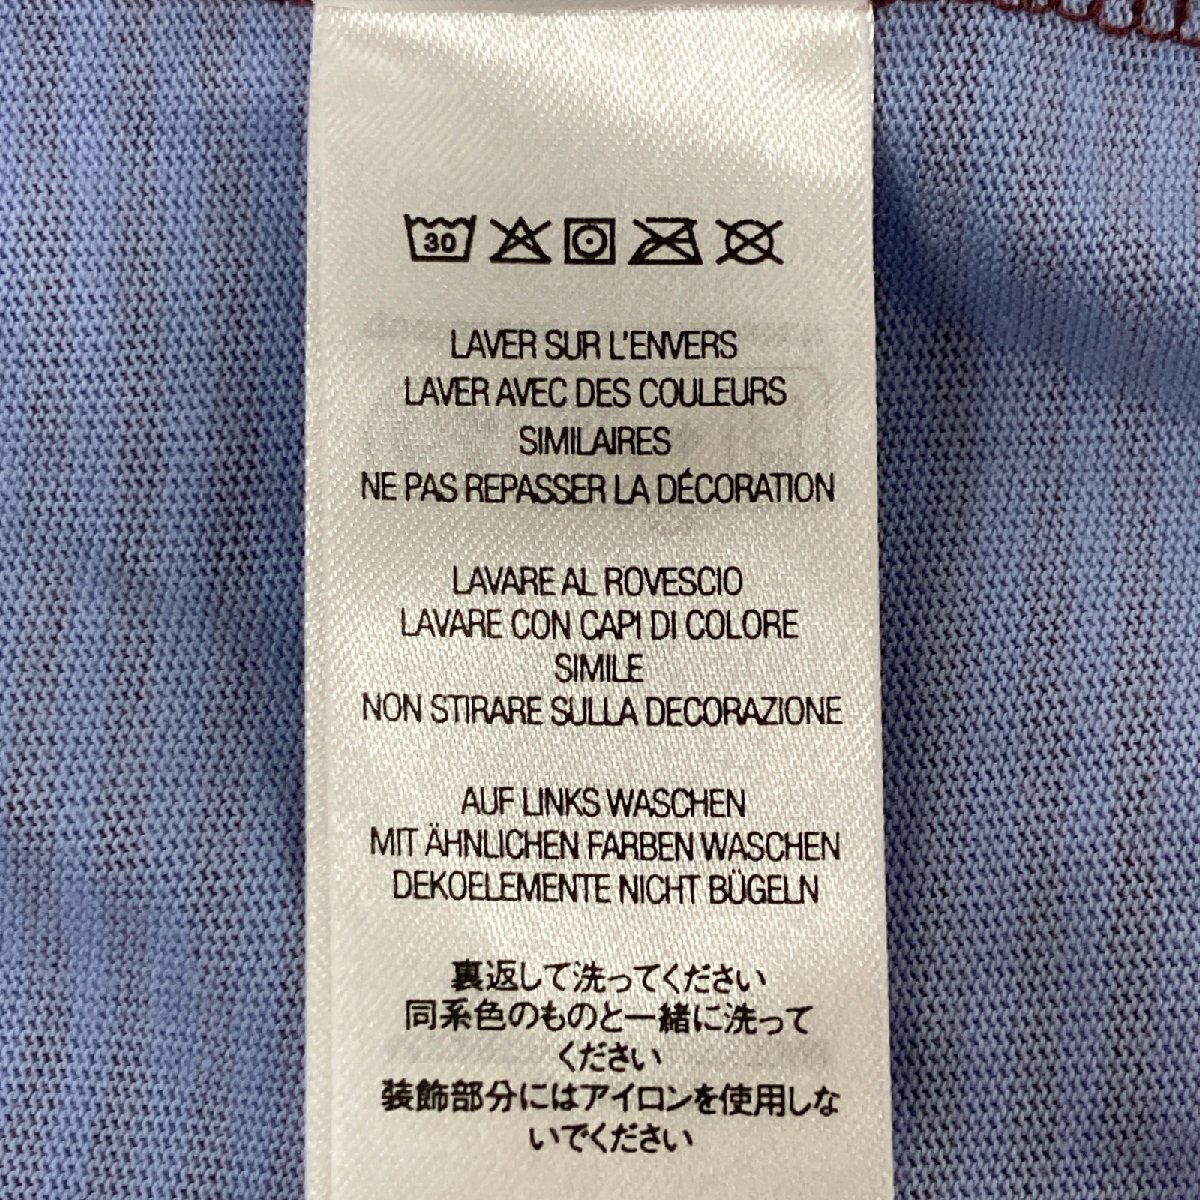 30
LAVER SUR L'ENVERS
LAVER AVEC DES COULEURS
SIMILAIRES
NE PAS REPASSER LA DÉCORATION
LAVARE AL ROVESCIO
LAVARE CON CAPI DI COLORE
SIMILE
NON STIRARE SULLA DECORAZIONE
AUF LINKS WASCHEN
MIT ÄHNLICHEN FARBEN WASCHEN
DEKOELEMENTE NICHT BÜGELN
裏返して洗ってください
同系色のものと一緒に洗って
ください
装飾部分にはアイロンを使用しな
いでください